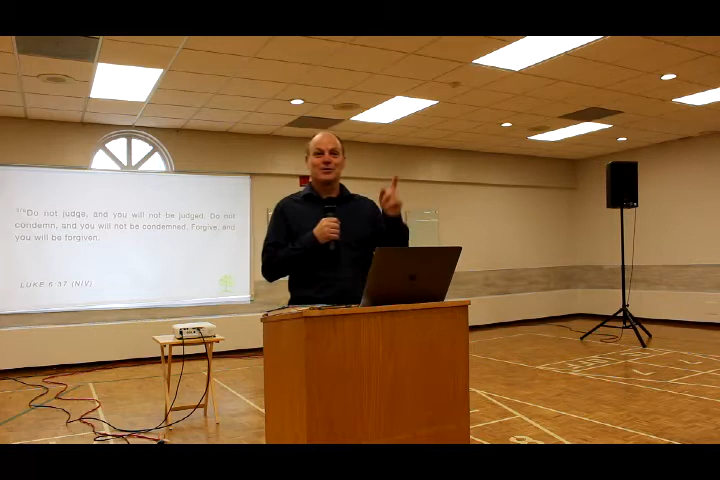 ³⁷“Do not judge, and you will not be judged. Do not
condemn, and you will not be condemned. Forgive, and
you will be forgiven.
LUKE 6:37 (NIV)